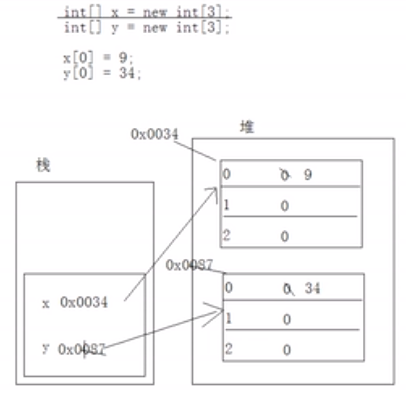 int[] x = new int[3];
int[] y = new int[3];
x[0] = 9;
y[0] = 34;
堆
0x0034
栈
0 0 9
1 0
2 0
0x0087
0 0 34
1 0
2 0
x 0x0034
y 0x0087